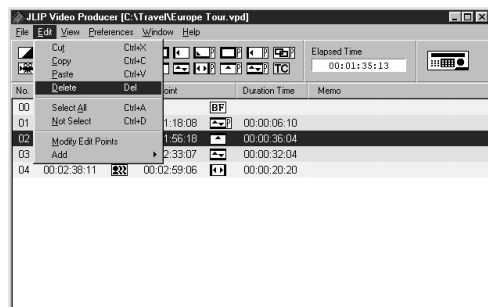 JLIP Video Producer [C:\Travel\Europe Tour.vpd]
File Edit View Preferences Window Help
Cut Ctrl+X
Copy Ctrl+C
Paste Ctrl+V
Delete Del
Select All Ctrl+A
Not Select Ctrl+D
Modify Edit Points
Add
P P P P
P P P TC
Elapsed Time
00:01:35:13
No. oint Duration Time Memo
00 BF
01 1:18:08 P 00:00:06:10
02 1:56:18 00:00:36:04
03 2:33:07 00:00:32:04
04 00:02:38:11 00:02:59:06 00:00:20:20